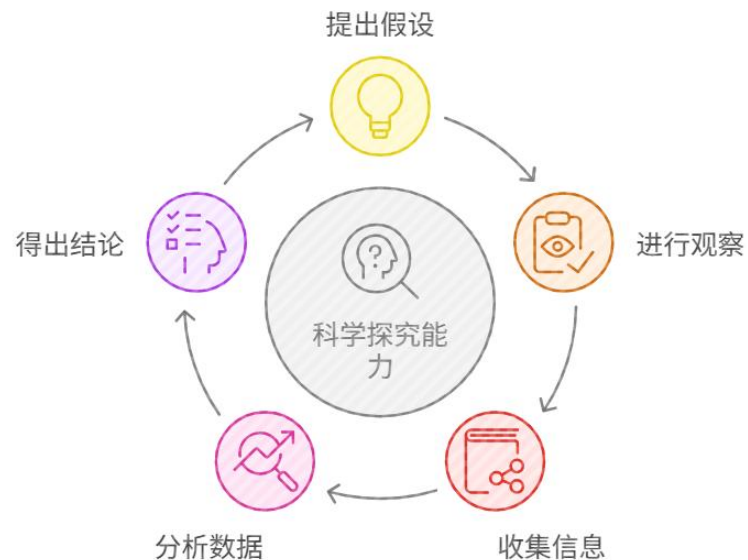 提出假设
得出结论
进行观察
科学探究能
力
分析数据
收集信息